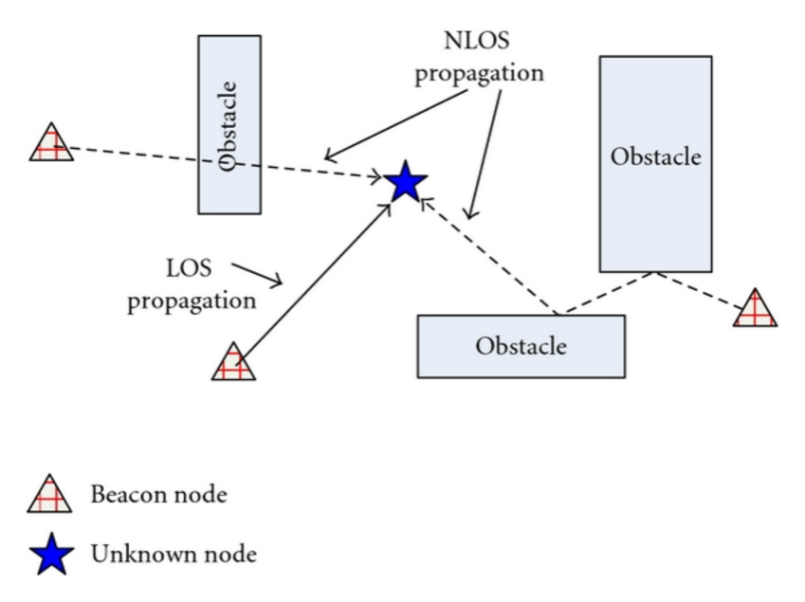 NLOS
propagation
Obstacle
Obstacle
LOS
propagation
Obstacle
Beacon node
Unknown node